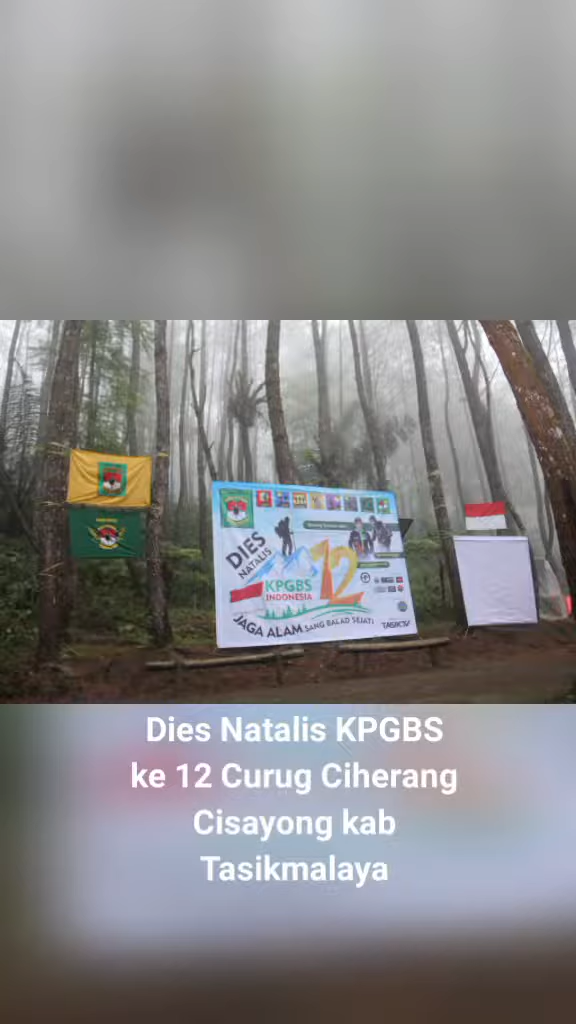 DIES
NATALIS
12
KPGBS
INDONESIA
JAGA ALAM SANG BALAD SEJATI
TASIK
Dies Natalis KPGBS
ke 12 Curug Ciherang
Cisayong kab
Tasikmalaya